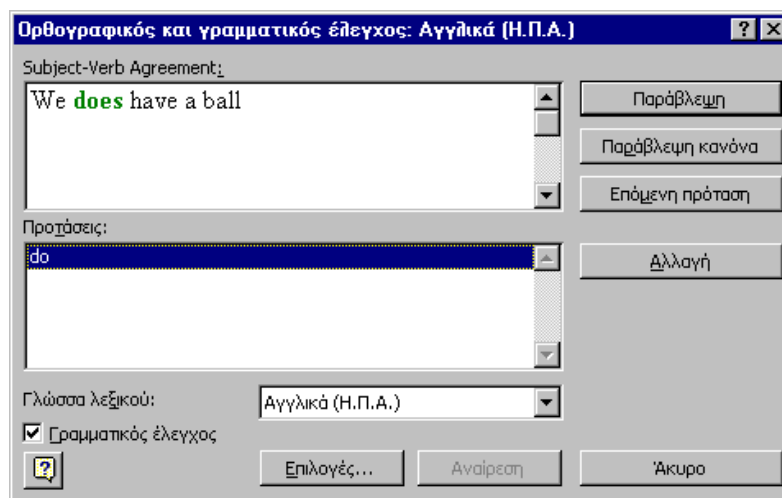 Ορθογραφικός και γραμματικός έλεγχος: Αγγλικά (Η.Π.Α.)
Subject-Verb Agreement:
We does have a ball
Παράβλεψη
Παράβλεψη κανόνα
Επόμενη πρόταση
Προτάσεις:
do
Αλλαγή
Γλώσσα λεξικού:
Αγγλικά (Η.Π.Α.)
Γραμματικός έλεγχος
Επιλογές...
Αναίρεση
Άκυρο